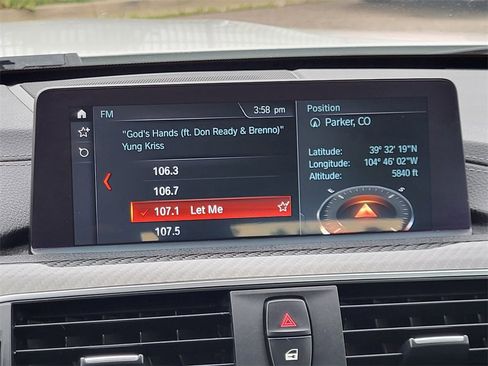 FM
3:58 pm
"God's Hands (ft. Don Ready & Brenno)"
Yung Kriss
106.3
106.7
107.1 Let Me
107.5
Position
Parker, CO
Latitude: 39° 32' 19"N
Longitude: 104° 46' 02"W
Altitude: 5840 ft